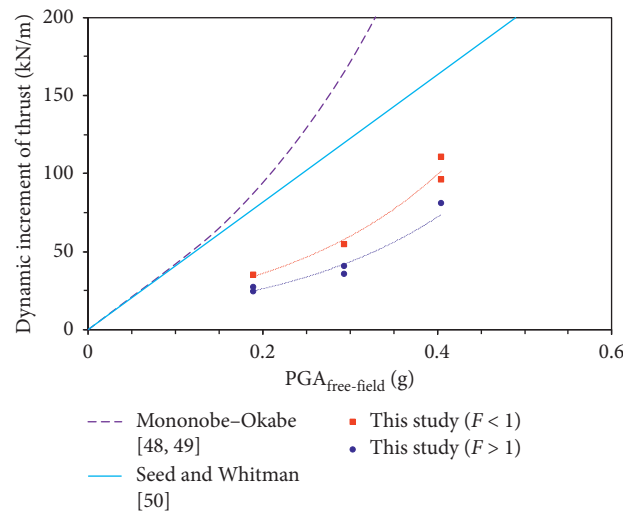 Dynamic increment of thrust (kN/m)
200
150
100
50
0
0
0.2
0.4
0.6
PGAfree-field (g)
Mononobe–Okabe
[48, 49]
Seed and Whitman
[50]
This study (F < 1)
This study (F > 1)